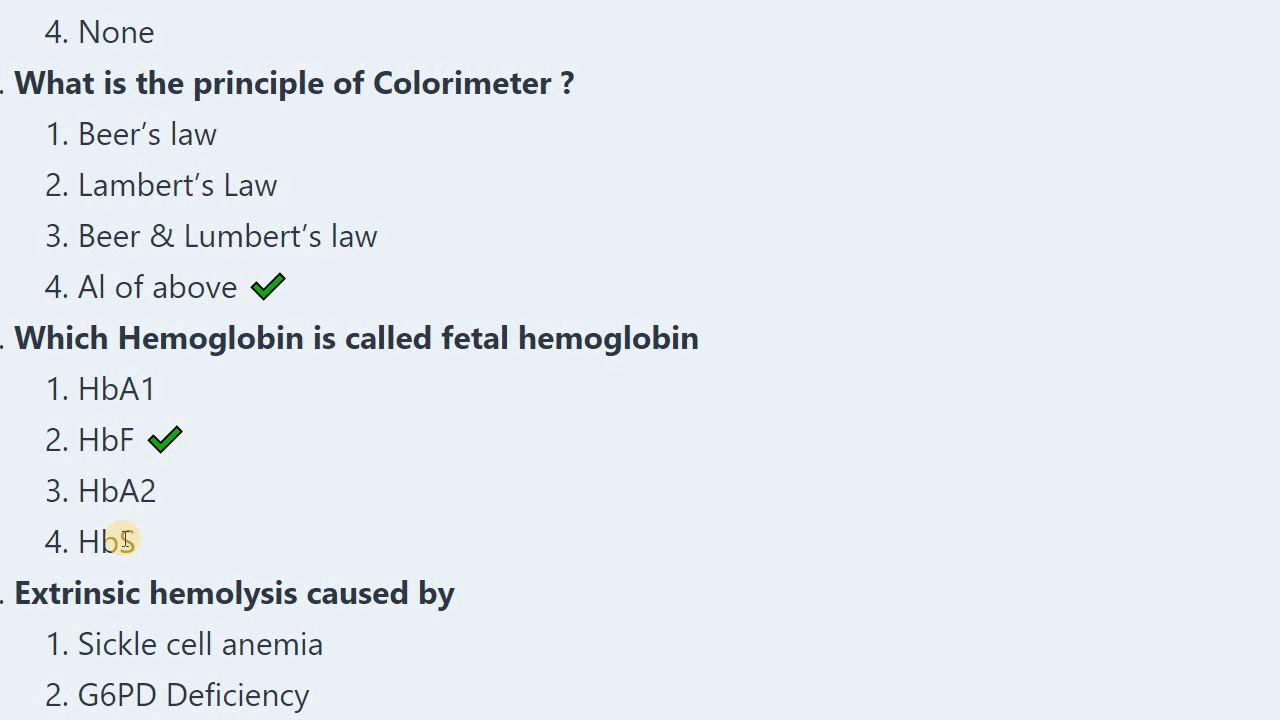 4. None
. What is the principle of Colorimeter ?
1. Beer’s law
2. Lambert’s Law
3. Beer & Lumbert’s law
4. Al of above
. Which Hemoglobin is called fetal hemoglobin
1. HbA1
2. HbF
3. HbA2
4. HbS
. Extrinsic hemolysis caused by
1. Sickle cell anemia
2. G6PD Deficiency